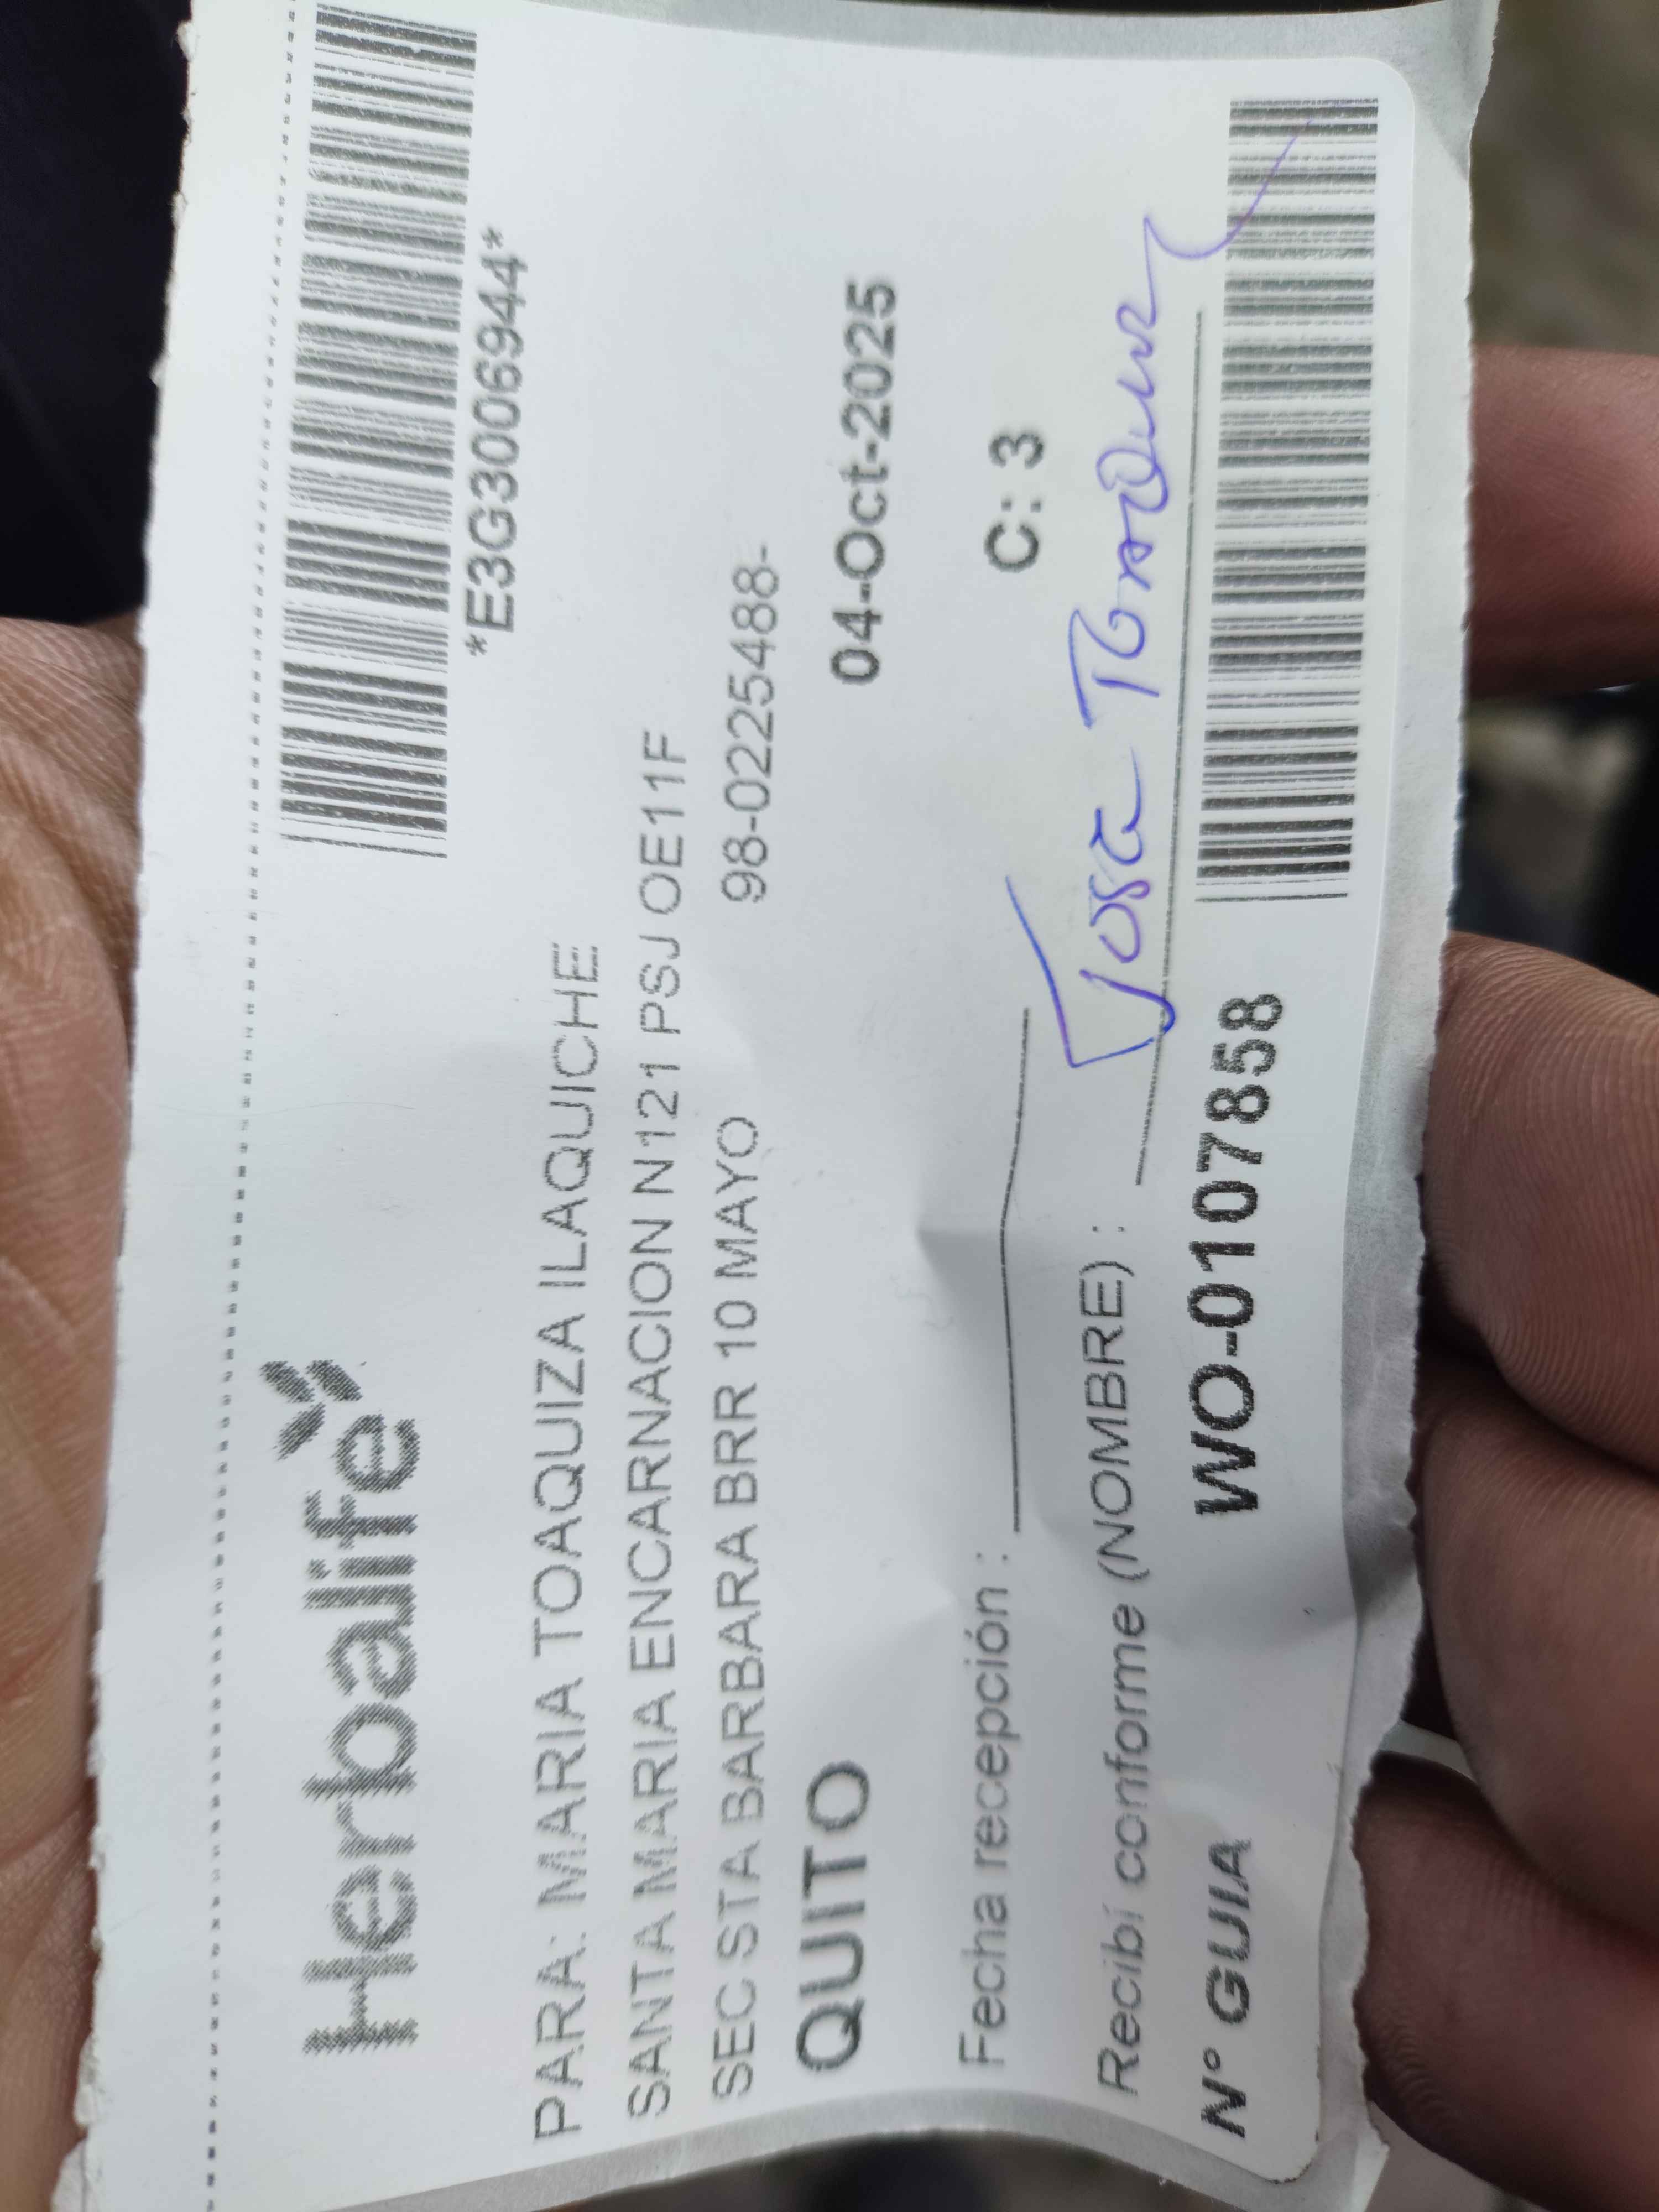 Herbalife
*E3G3006944*
PARA: MARIA TOAQUIZA ILAQUICHE
SANTA MARIA ENCARNACION N121 PSJ OE11F
SEC STA BARBARA BRR 10 MAYO 98-0225488-
QUITO 04-Oct-2025
Fecha recepción : C: 3
Recibí conforme (NOMBRE) :
N° GUIA WO-0107858